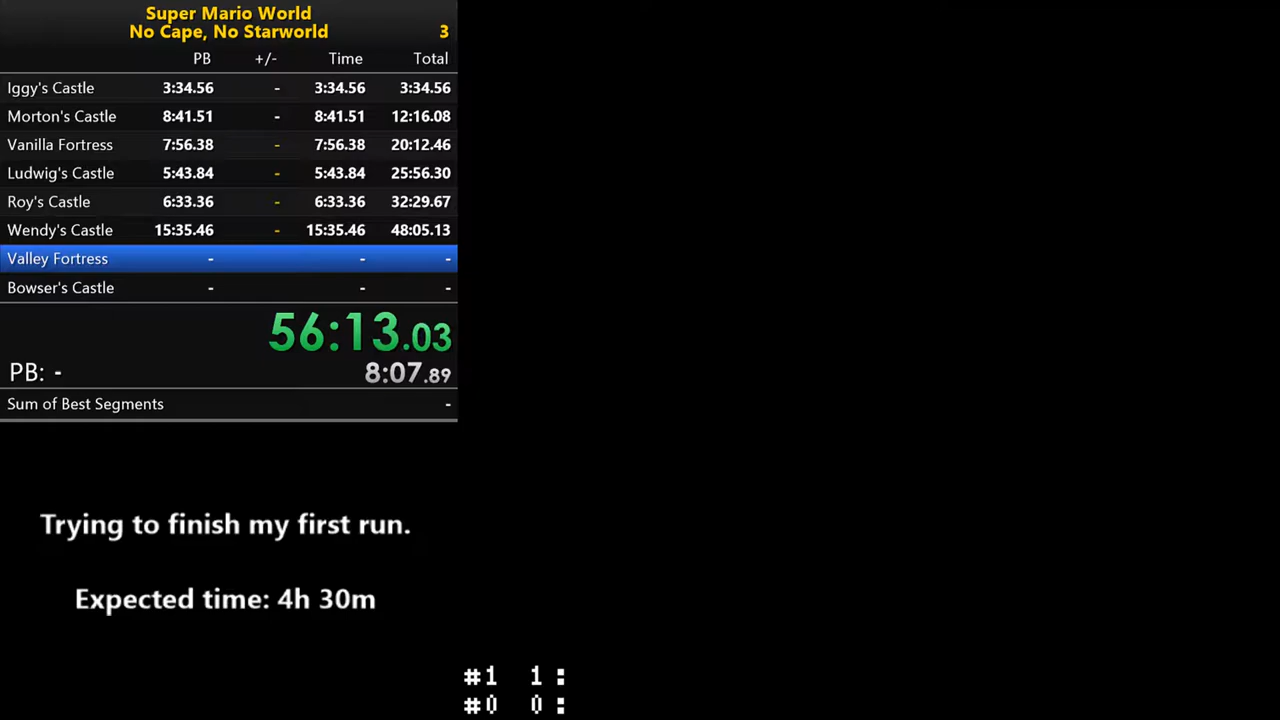 Super Mario World
No Cape, No Starworld 3
PB +/- Time Total
Iggy's Castle 3:34.56 - 3:34.56 3:34.56
Morton's Castle 8:41.51 - 8:41.51 12:16.08
Vanilla Fortress 7:56.38 - 7:56.38 20:12.46
Ludwig's Castle 5:43.84 - 5:43.84 25:56.30
Roy's Castle 6:33.36 - 6:33.36 32:29.67
Wendy's Castle 15:35.46 - 15:35.46 48:05.13
Valley Fortress - - -
Bowser's Castle - - -
56:13.03
PB: - 8:07.89
Sum of Best Segments -
Trying to finish my first run.
Expected time: 4h 30m
#1 1:
#0 0: